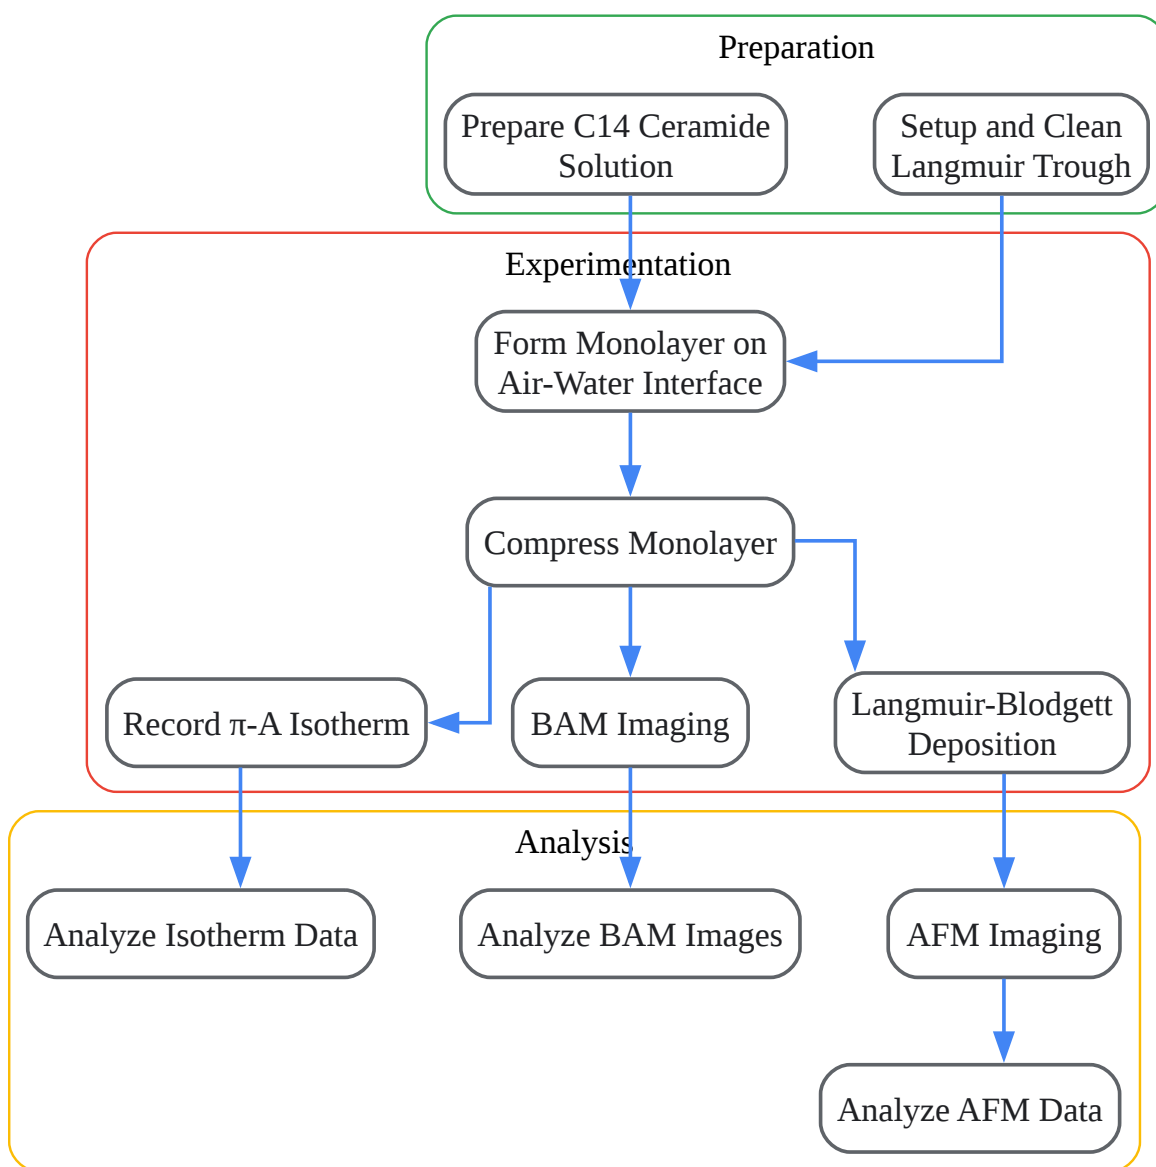 Preparation
Prepare C14 Ceramide
Solution
Setup and Clean
Langmuir Trough
Experimentation
Form Monolayer on
Air-Water Interface
Compress Monolayer
Record π-A Isotherm
BAM Imaging
Langmuir-Blodgett
Deposition
Analysis
Analyze Isotherm Data
Analyze BAM Images
AFM Imaging
Analyze AFM Data